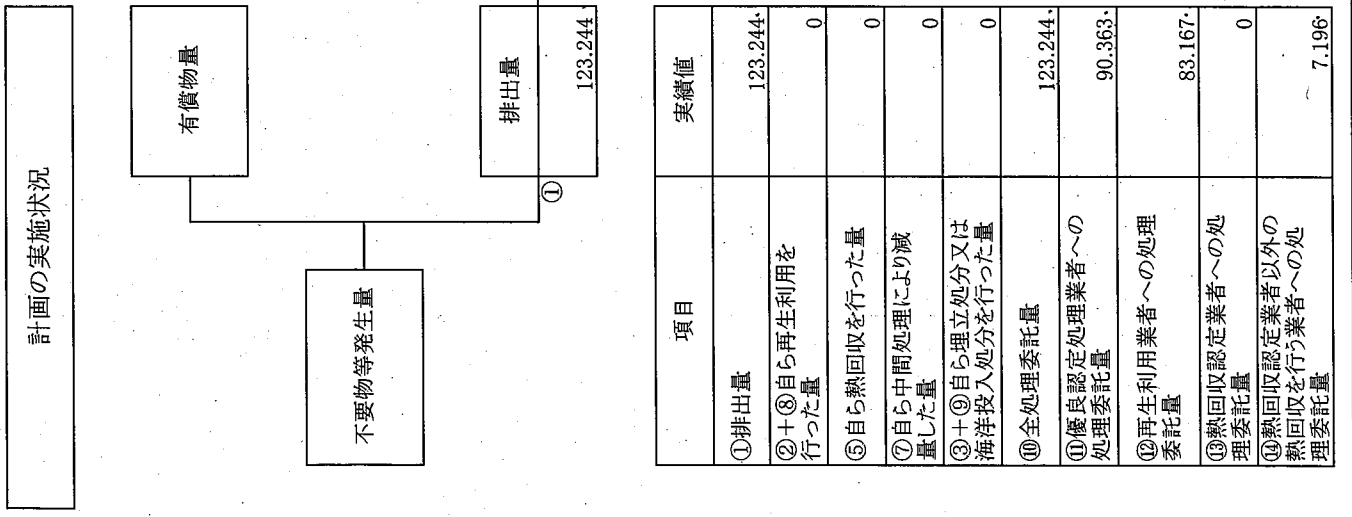 計画の実施状況
有償物量
不要物等発生量
①
排出量
123.244
項目
実績値
①排出量
123.244
②+⑧自ら再生利用を
行った量
0
⑤自ら熱回収を行った量
0
⑦自ら中間処理により減
量した量
0
③+⑨自ら埋立処分又は
海洋投入処分を行った量
0
⑩全処理委託量
123.244
⑪優良認定処理業者への
処理委託量
90.363
⑫再生利用業者への処理
委託量
83.167
⑬熱回収認定業者への処
理委託量
0
⑭熱回収認定業者以外の
熱回収を行う業者への処
理委託量
7.196